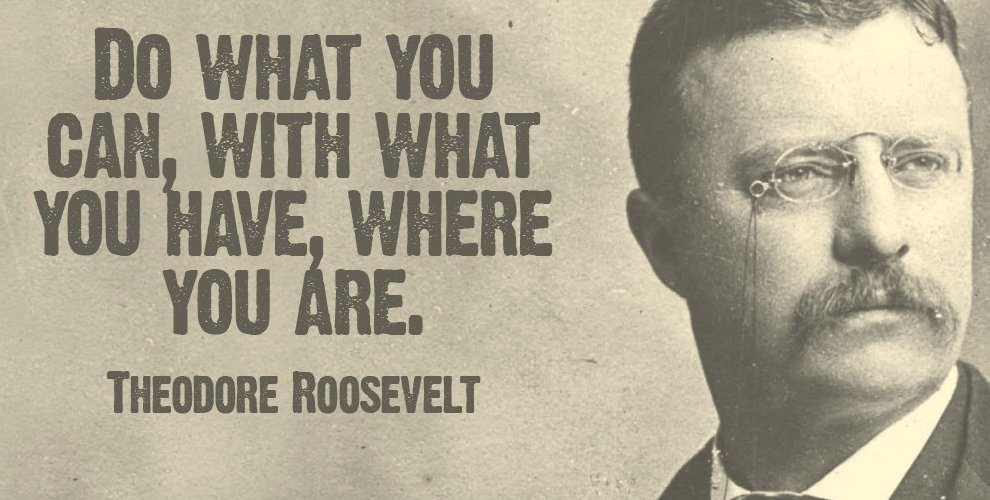 Do what you
can, with what
you have, where
you are.
Theodore Roosevelt